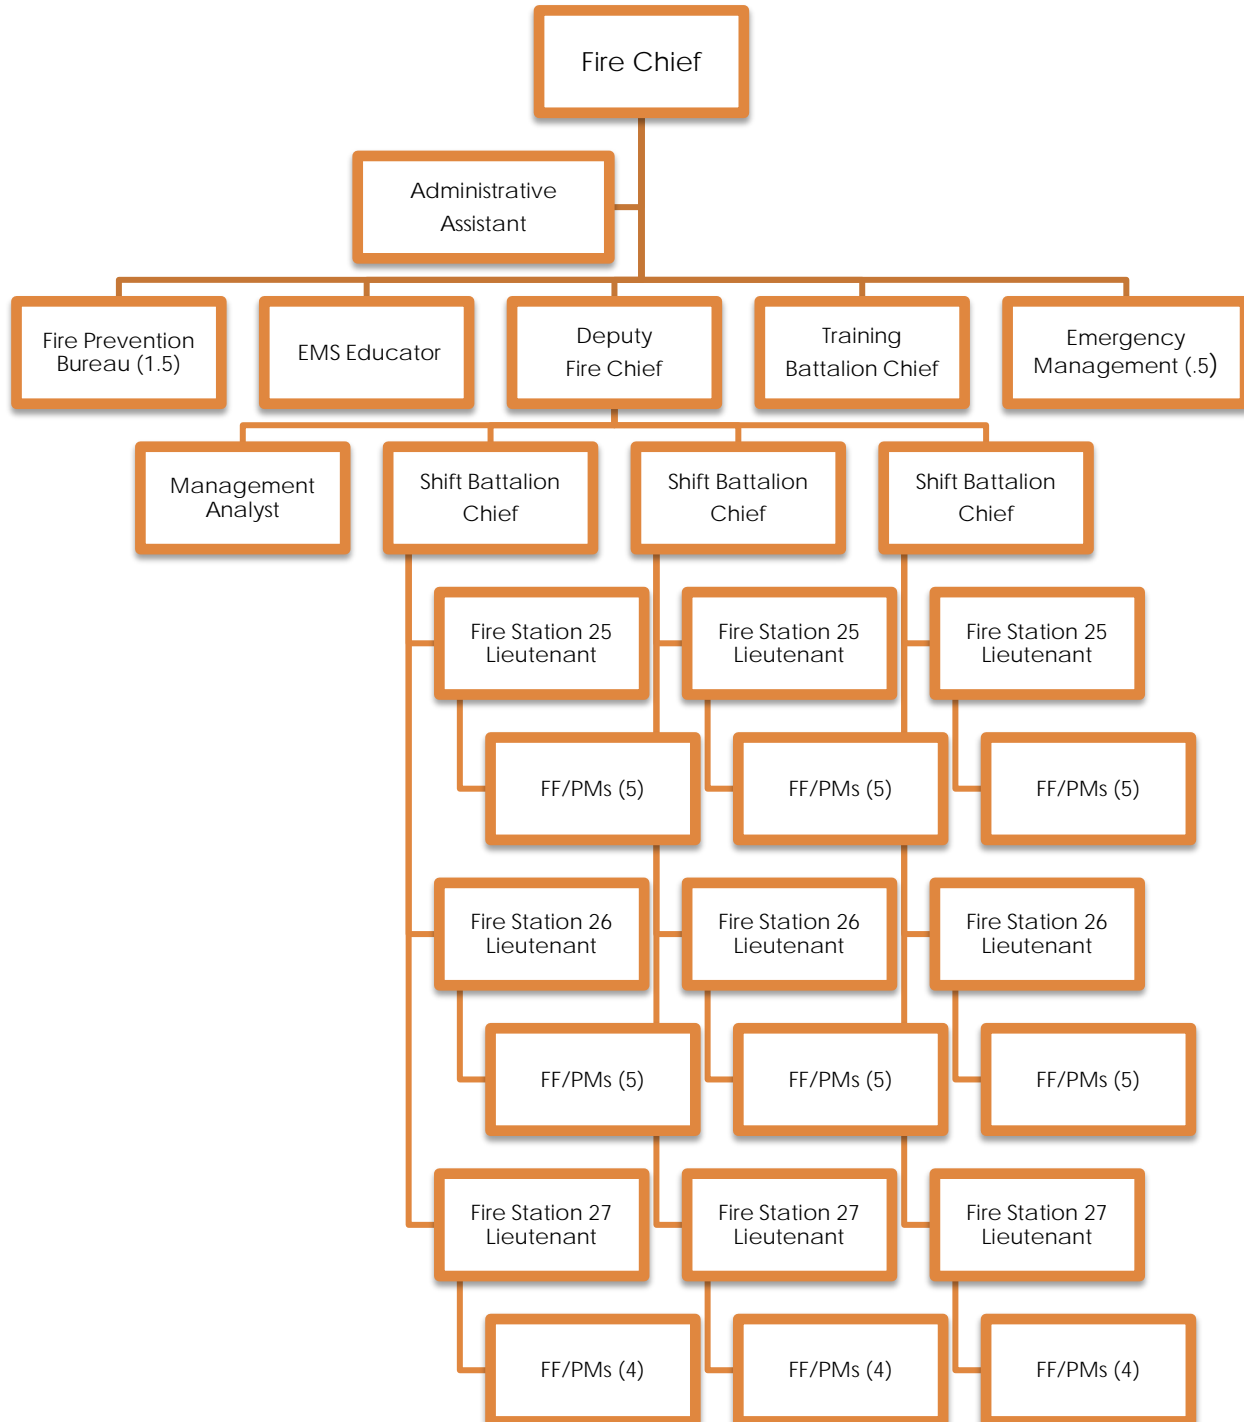 Fire Chief
Administrative
Assistant
Fire Prevention
Bureau (1.5)
EMS Educator
Deputy
Fire Chief
Training
Battalion Chief
Emergency
Management (.5)
Management
Analyst
Shift Battalion
Chief
Shift Battalion
Chief
Shift Battalion
Chief
Fire Station 25
Lieutenant
Fire Station 25
Lieutenant
Fire Station 25
Lieutenant
FF/PMs (5)
FF/PMs (5)
FF/PMs (5)
Fire Station 26
Lieutenant
Fire Station 26
Lieutenant
Fire Station 26
Lieutenant
FF/PMs (5)
FF/PMs (5)
FF/PMs (5)
Fire Station 27
Lieutenant
Fire Station 27
Lieutenant
Fire Station 27
Lieutenant
FF/PMs (4)
FF/PMs (4)
FF/PMs (4)